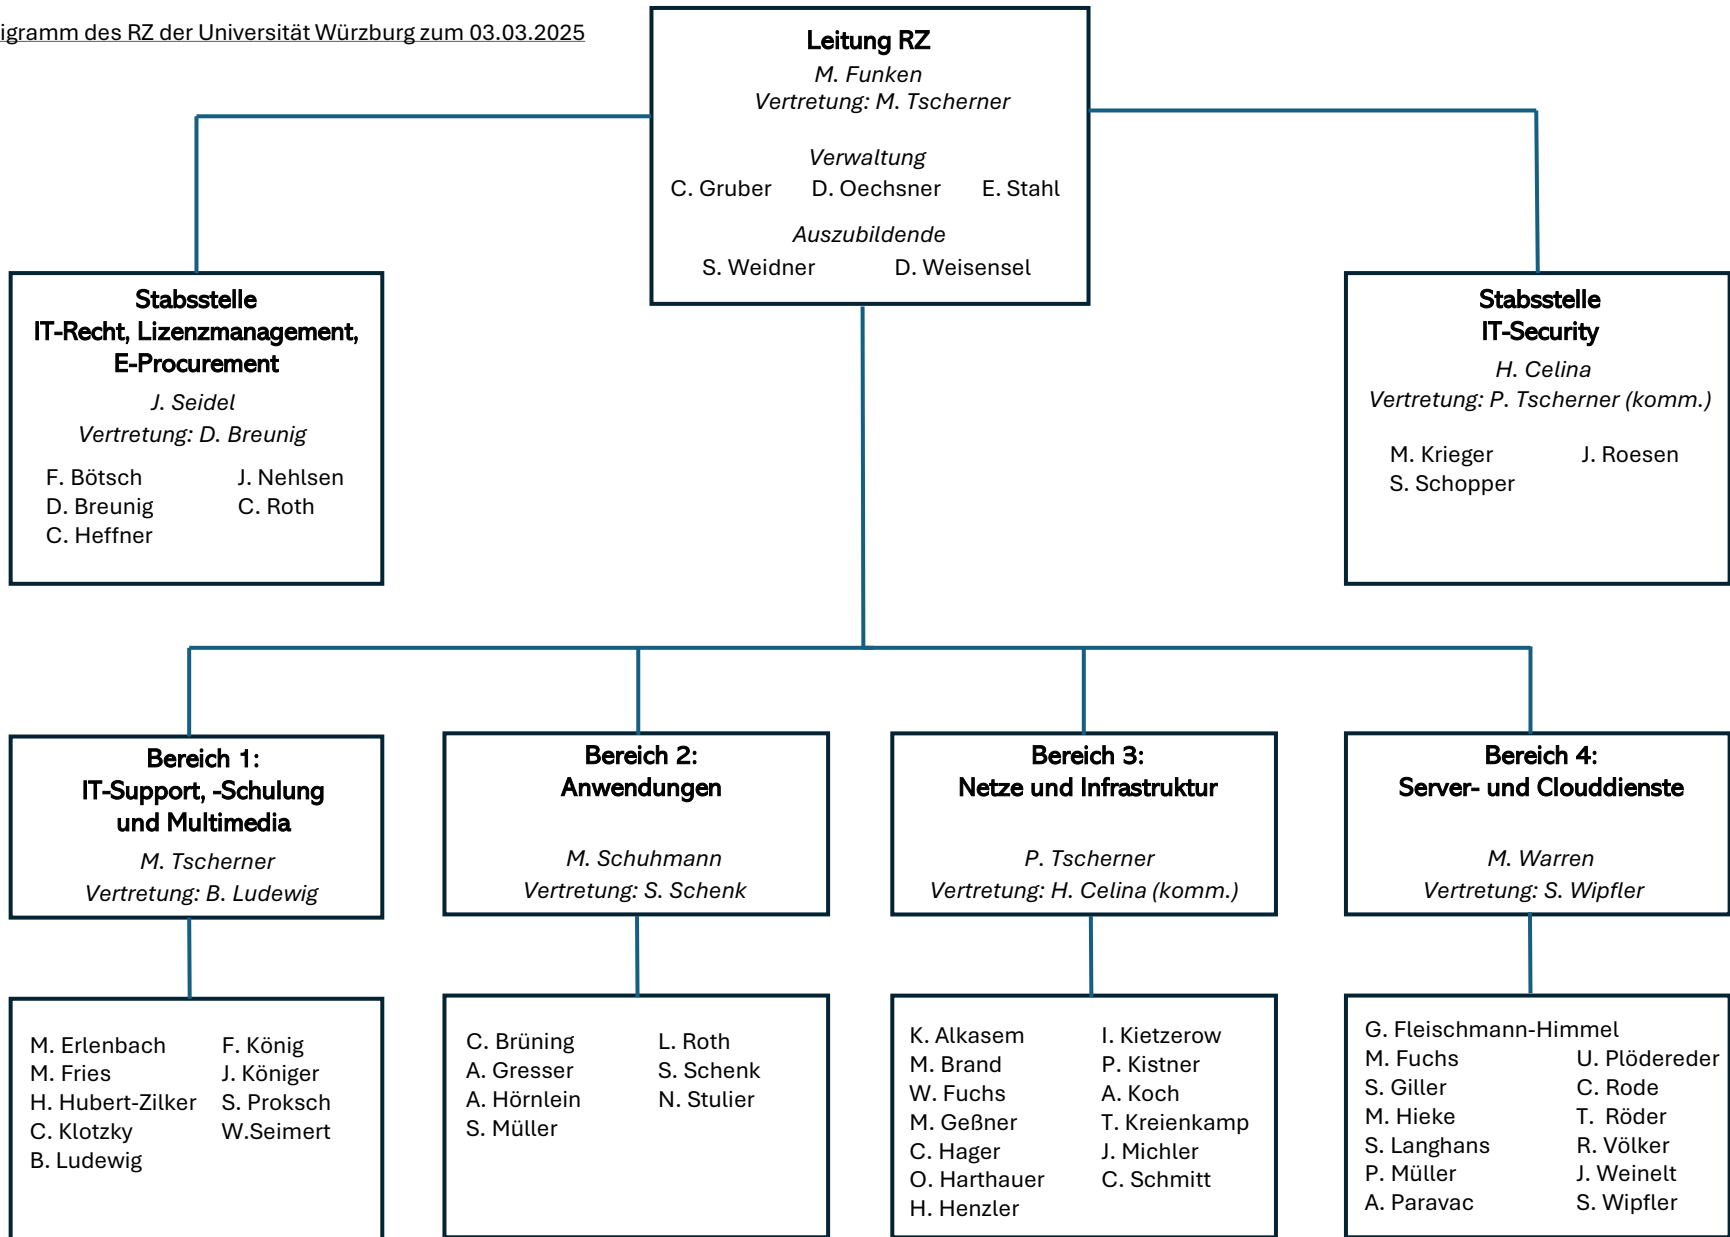 igramm des RZ der Universität Würzburg zum 03.03.2025
Leitung RZ
M. Funken
Vertretung: M. Tscherner
Verwaltung
C. Gruber D. Oechsner E. Stahl
Auszubildende
S. Weidner D. Weisensel
Stabsstelle
IT-Recht, Lizenzmanagement,
E-Procurement
J. Seidel
Vertretung: D. Breunig
F. Bötsch J. Nehlsen
D. Breunig C. Roth
C. Heffner
Stabsstelle
IT-Security
H. Celina
Vertretung: P. Tscherner (komm.)
M. Krieger J. Roesen
S. Schopper
Bereich 1:
IT-Support, -Schulung
und Multimedia
M. Tscherner
Vertretung: B. Ludewig
M. Erlenbach F. König
M. Fries J. Königer
H. Hubert-Zilker S. Proksch
C. Klotzky W.Seimert
B. Ludewig
Bereich 2:
Anwendungen
M. Schuhmann
Vertretung: S. Schenk
C. Brüning L. Roth
A. Gresser S. Schenk
A. Hörnlein N. Stulier
S. Müller
Bereich 3:
Netze und Infrastruktur
P. Tscherner
Vertretung: H. Celina (komm.)
K. Alkasem I. Kietzerow
M. Brand P. Kistner
W. Fuchs A. Koch
M. Geßner T. Kreienkamp
C. Hager J. Michler
O. Harthauer C. Schmitt
H. Henzler
Bereich 4:
Server- und Clouddienste
M. Warren
Vertretung: S. Wipfler
G. Fleischmann-Himmel
M. Fuchs U. Plödereder
S. Giller C. Rode
M. Hieke T. Röder
S. Langhans R. Völker
P. Müller J. Weinelt
A. Paravac S. Wipfler